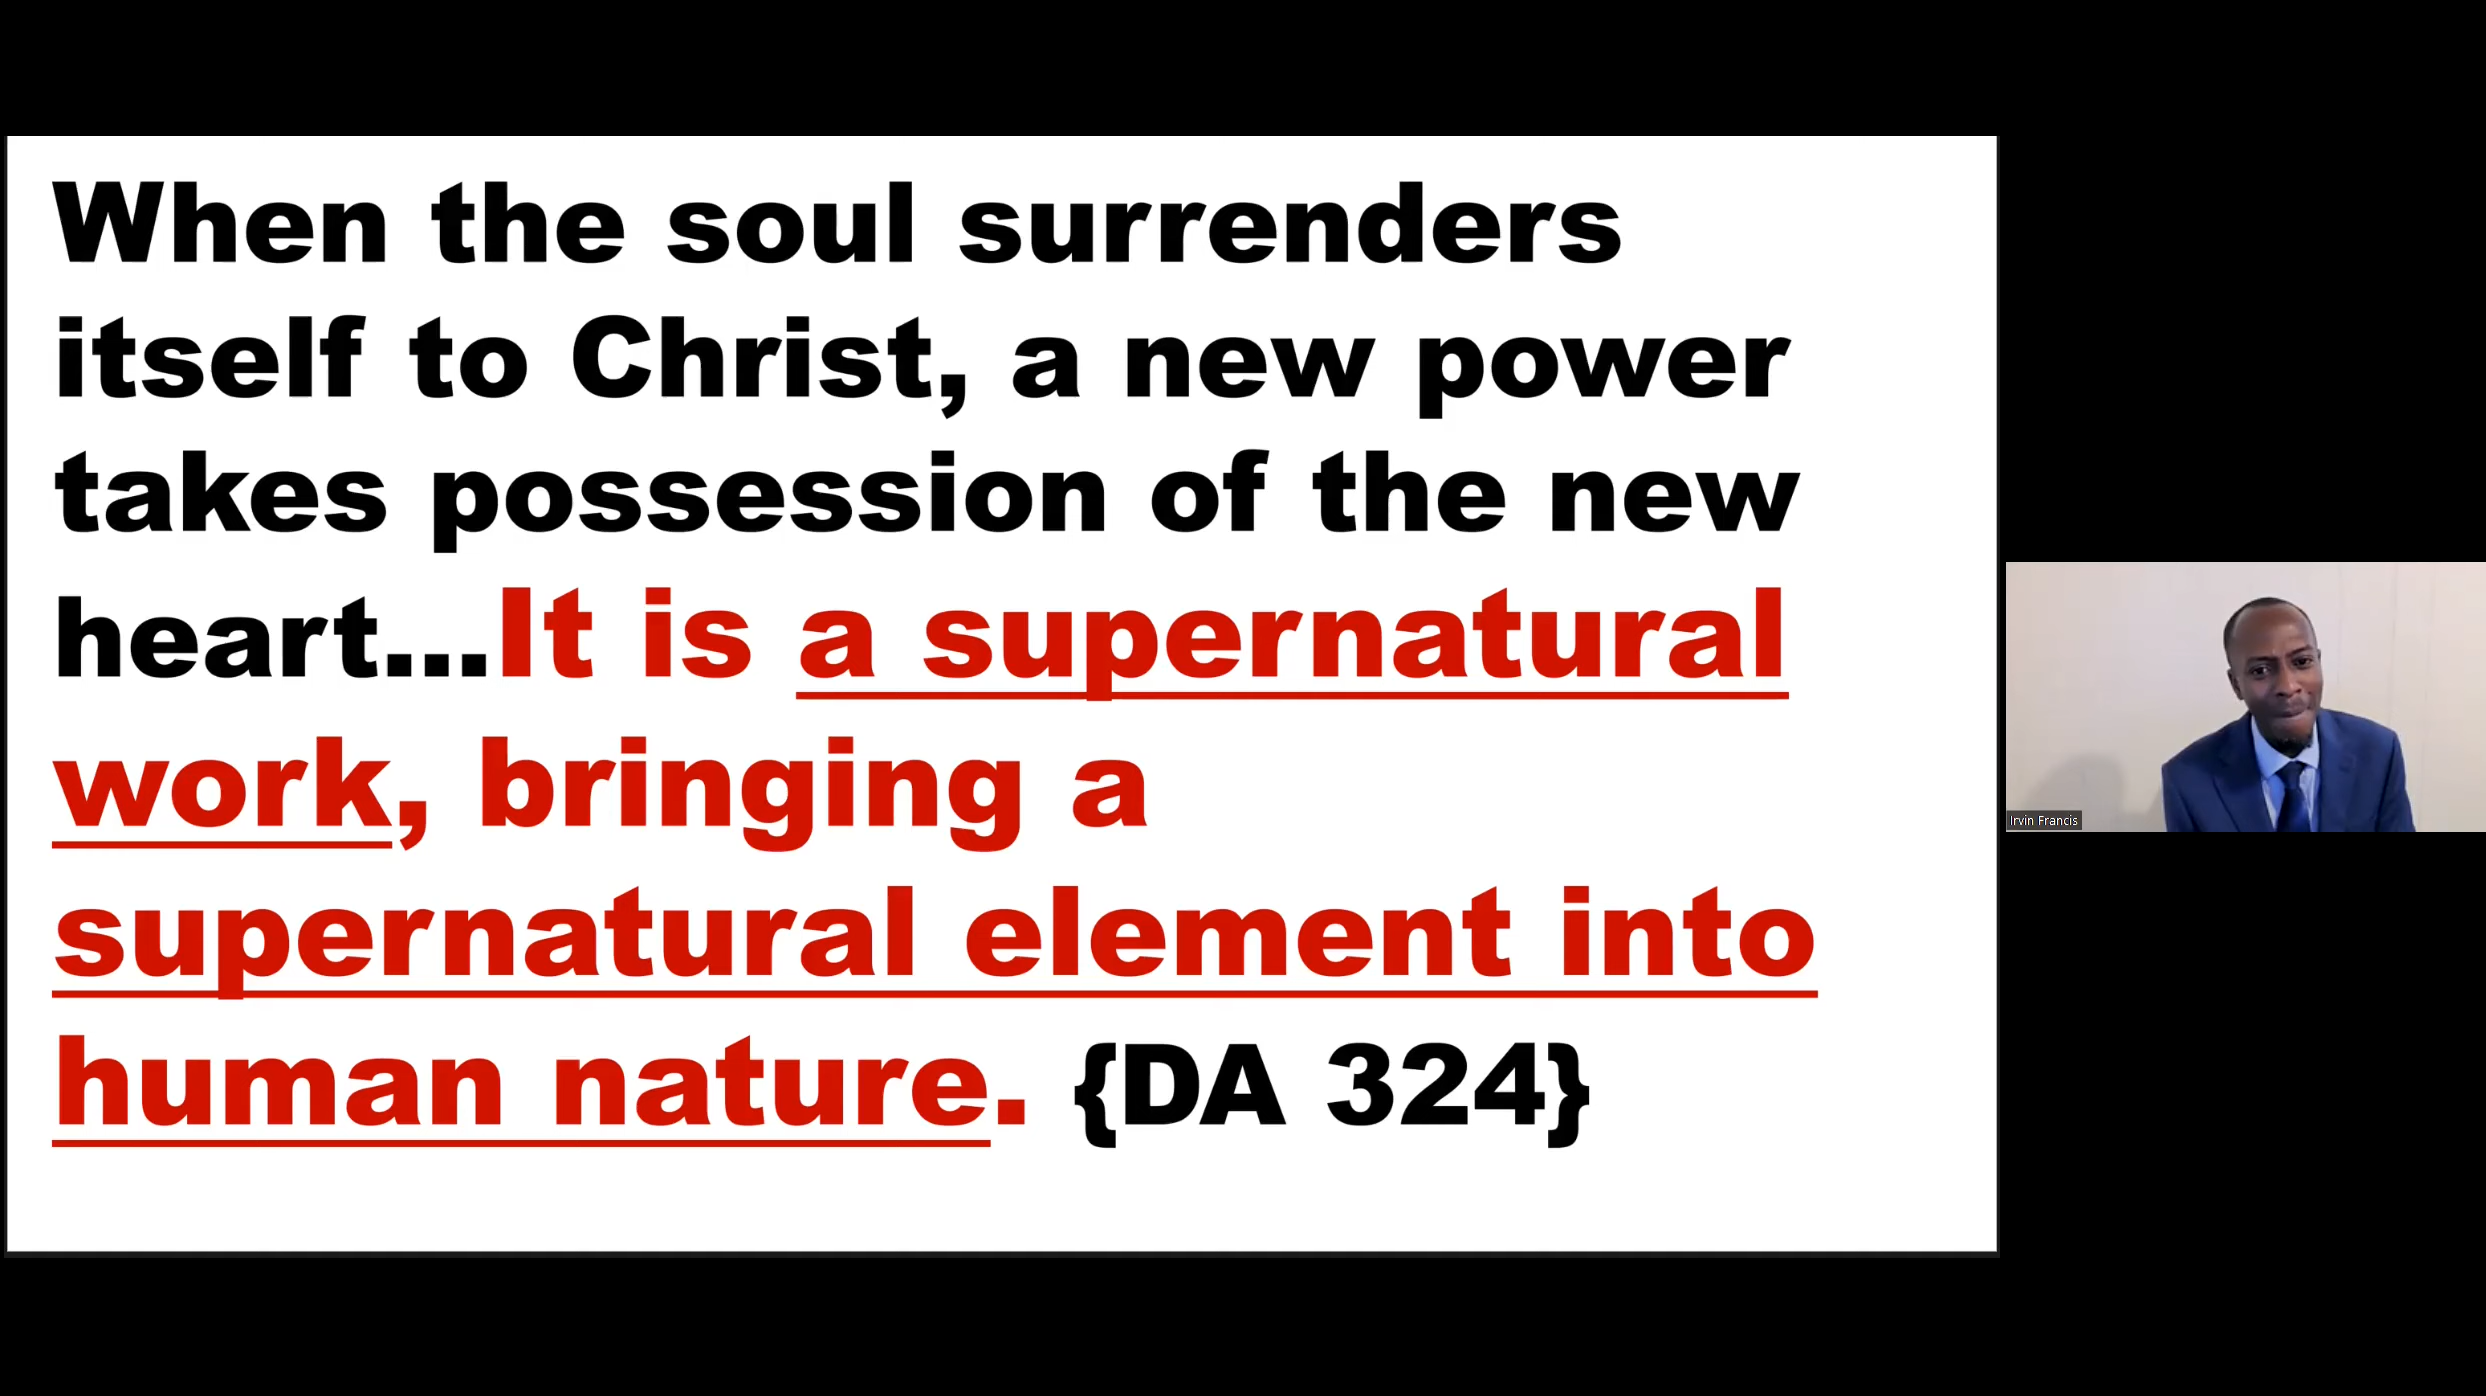 When the soul surrenders
itself to Christ, a new power
takes possession of the new
heart...It is a supernatural
work, bringing a
supernatural element into
human nature. {DA 324}
Irvin Francis